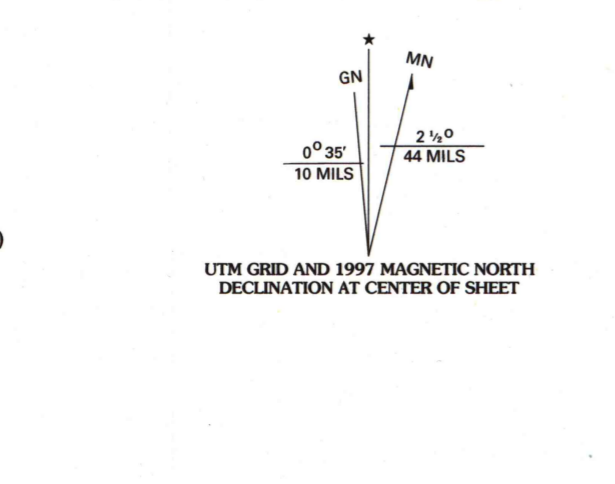 ★
GN
MN
0° 35'
10 MILS
2 ½°
44 MILS
)
UTM GRID AND 1997 MAGNETIC NORTH
DECLINATION AT CENTER OF SHEET